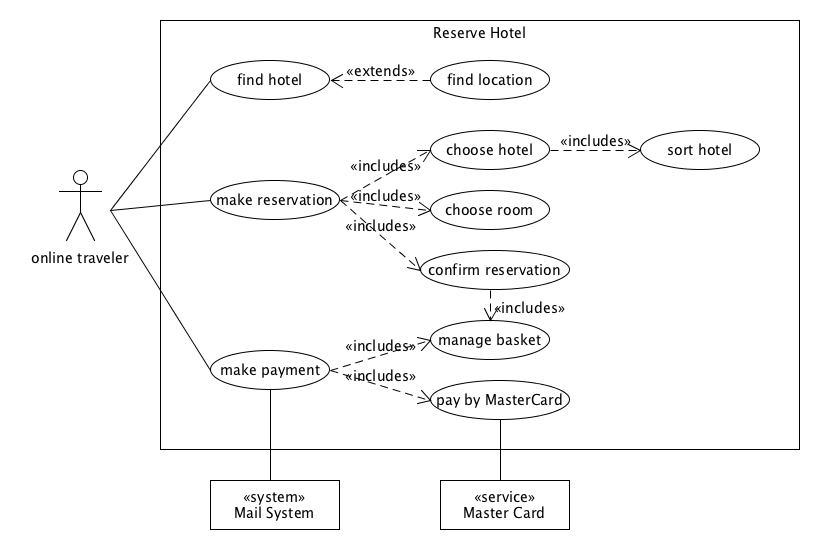 Reserve Hotel
find hotel
«extends»
find location
choose hotel
«includes»
sort hotel
«includes»
make reservation
«includes»
choose room
«includes»
online traveler
confirm reservation
«includes»
manage basket
«includes»
make payment
«includes»
pay by MasterCard
«system»
Mail System
«service»
Master Card